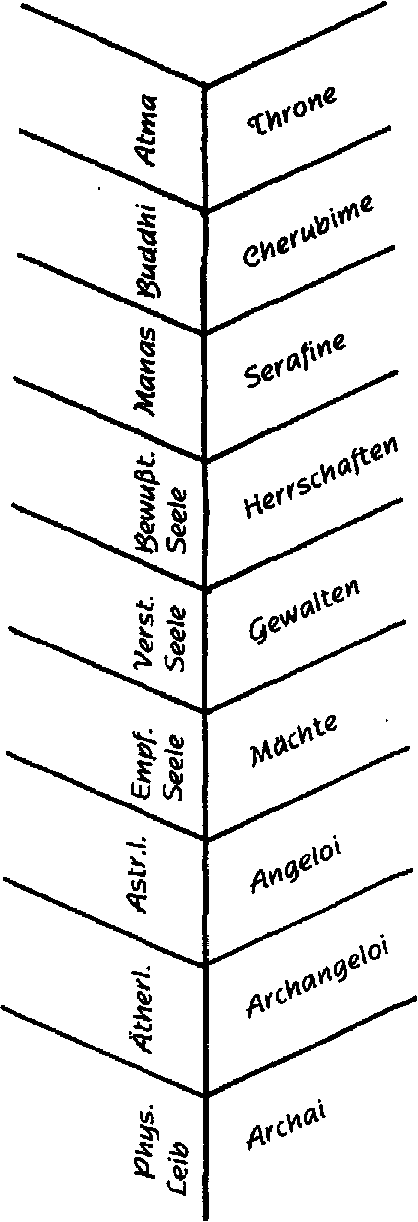 Atma
Throne
Buddhi
Cherubime
Manas
Serafine
Bewußt.
Seele
Herrschaften
Verst.
Seele
Gewalten
Empf.
Seele
Mächte
Astr.l.
Angeloi
Ätherl.
Archangeloi
Phys.
Leib
Archai